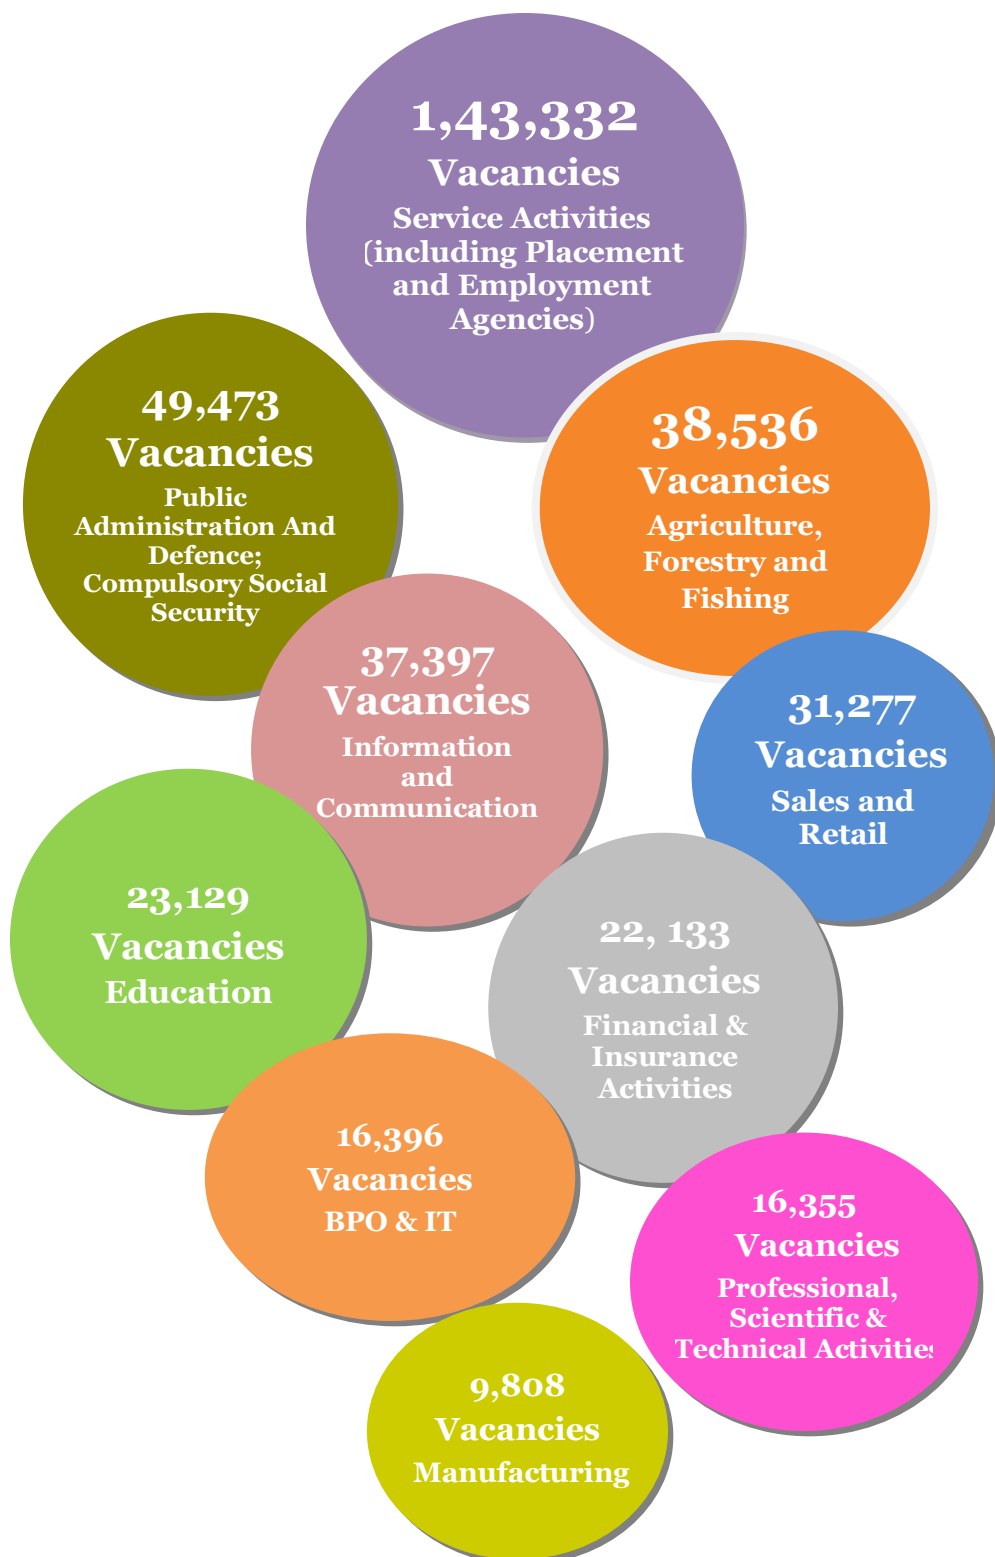 1,43,332
Vacancies
Service Activities
(including Placement
and Employment
Agencies)
49,473
Vacancies
Public
Administration And
Defence;
Compulsory Social
Security
38,536
Vacancies
Agriculture,
Forestry and
Fishing
37,397
Vacancies
Information
and
Communication
31,277
Vacancies
Sales and
Retail
23,129
Vacancies
Education
22, 133
Vacancies
Financial &
Insurance
Activities
16,396
Vacancies
BPO & IT
16,355
Vacancies
Professional,
Scientific &
Technical Activities
9,808
Vacancies
Manufacturing